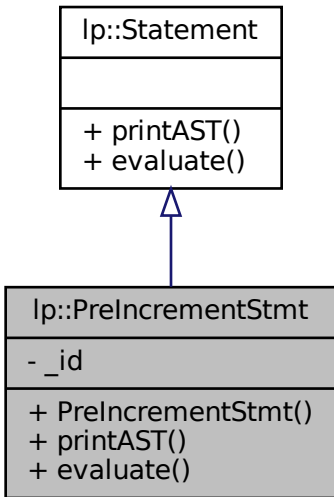 lp::Statement
+ printAST()
+ evaluate()
lp::PreIncrementStmt
- _id
+ PreIncrementStmt()
+ printAST()
+ evaluate()